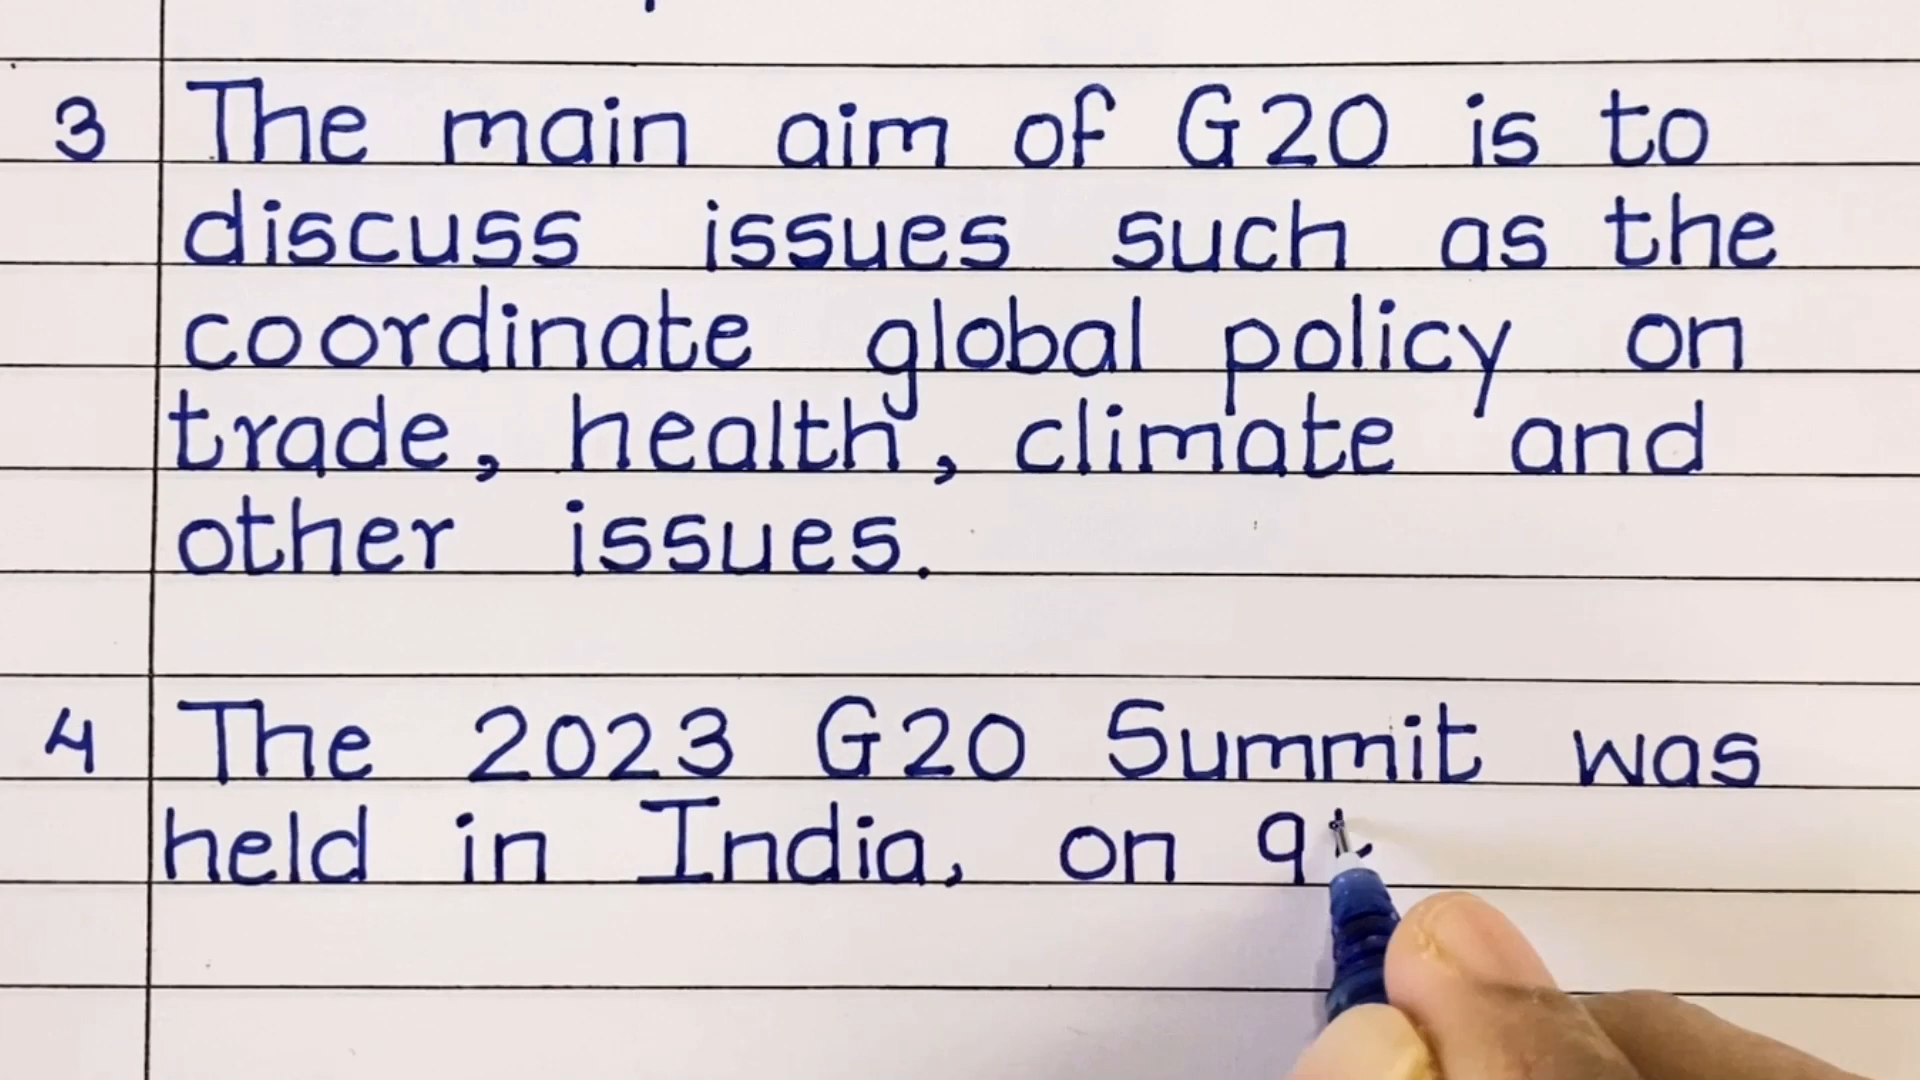 3 The main aim of G20 is to
discuss issues such as the
coordinate global policy on
trade, health, climate and
other issues.
4 The 2023 G20 Summit was
held in India, on 9t